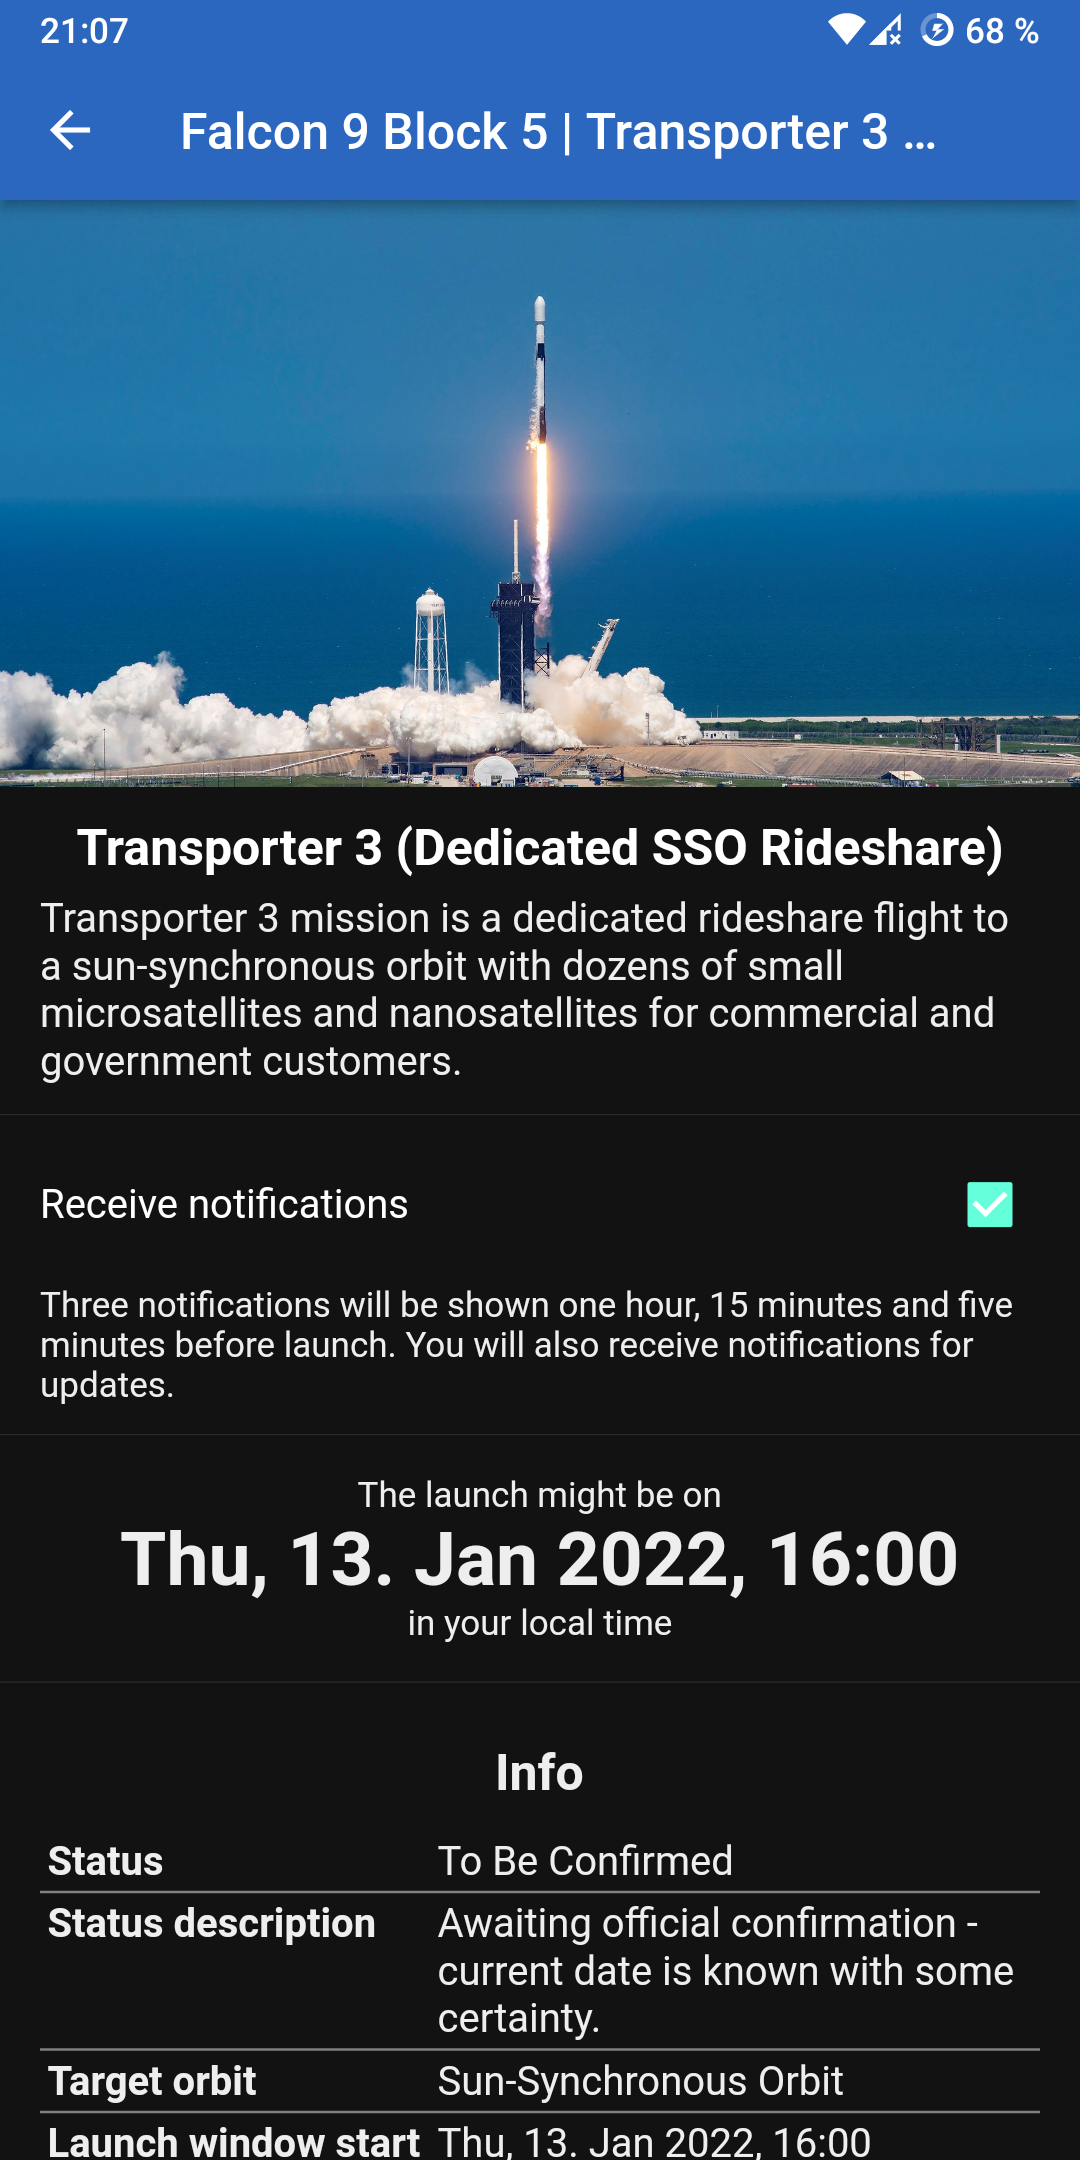 21:07
68 %
Falcon 9 Block 5 | Transporter 3 ...
Transporter 3 (Dedicated SSO Rideshare)
Transporter 3 mission is a dedicated rideshare flight to
a sun-synchronous orbit with dozens of small
microsatellites and nanosatellites for commercial and
government customers.
Receive notifications
Three notifications will be shown one hour, 15 minutes and five
minutes before launch. You will also receive notifications for
updates.
The launch might be on
Thu, 13. Jan 2022, 16:00
in your local time
Info
Status To Be Confirmed
Status description Awaiting official confirmation -
current date is known with some
certainty.
Target orbit Sun-Synchronous Orbit
Launch window start Thu, 13. Jan 2022, 16:00